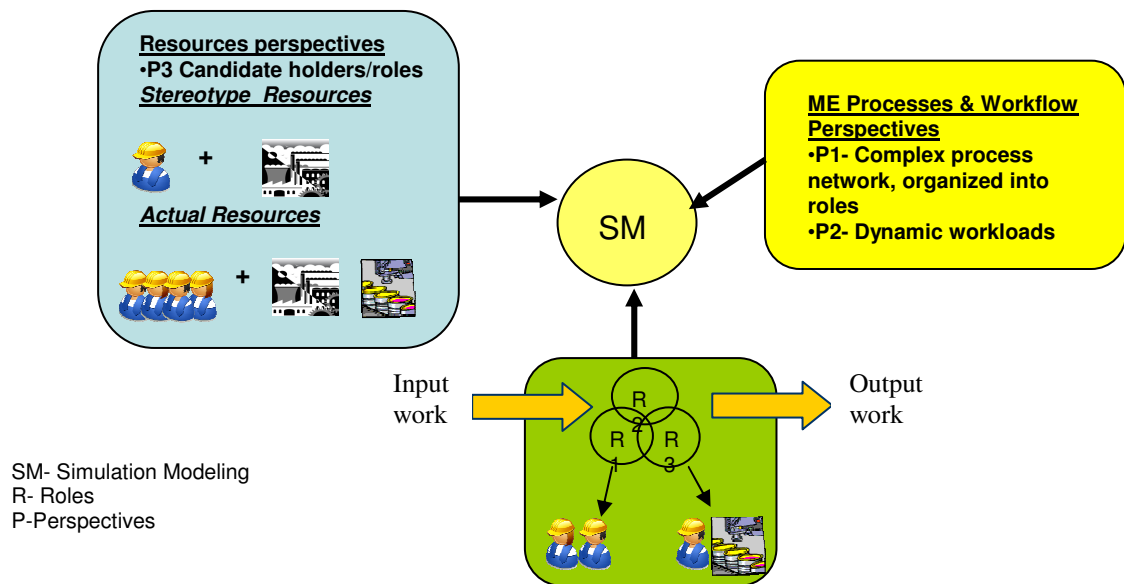 Resources perspectives
•P3 Candidate holders/roles
Stereotype Resources
+
Actual Resources
+
ME Processes & Workflow
Perspectives
•P1- Complex process
network, organized into
roles
•P2- Dynamic workloads
SM
Input
work
Output
work
R
2
R
1
R
3
SM- Simulation Modeling
R- Roles
P-Perspectives